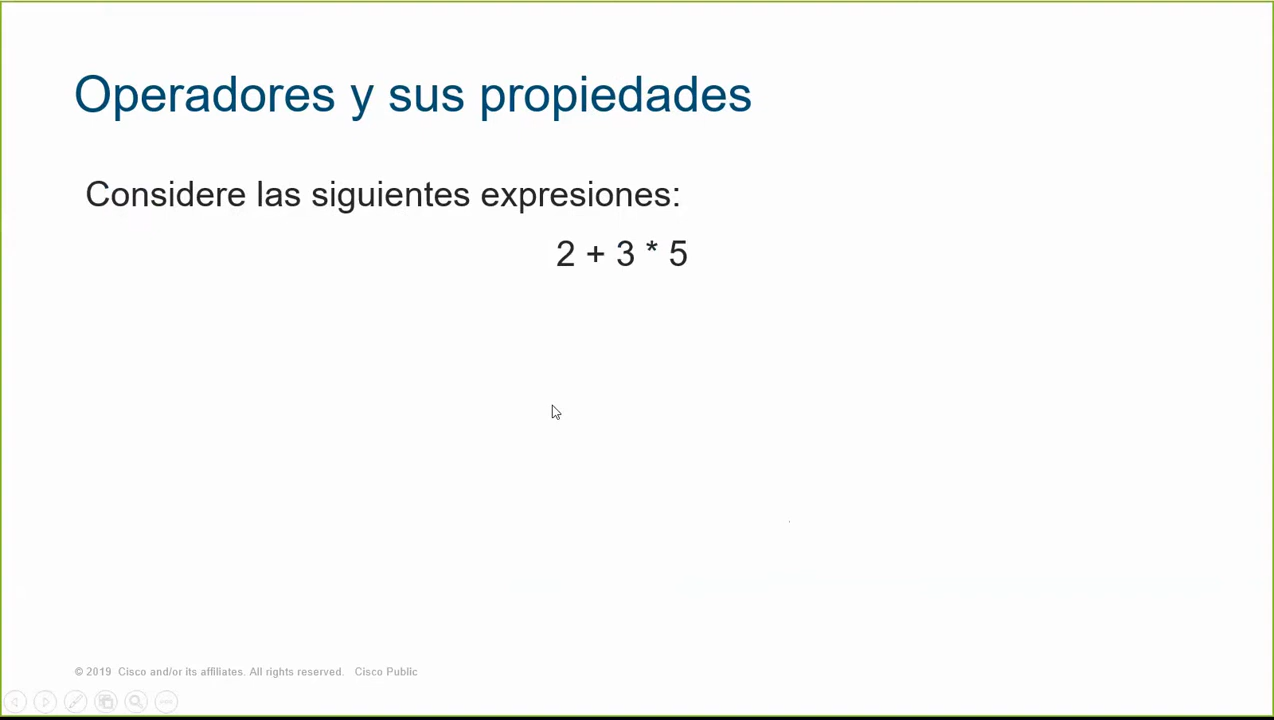 Operadores y sus propiedades
Considere las siguientes expresiones:
2 + 3 * 5
© 2019 Cisco and/or its affiliates. All rights reserved. Cisco Public